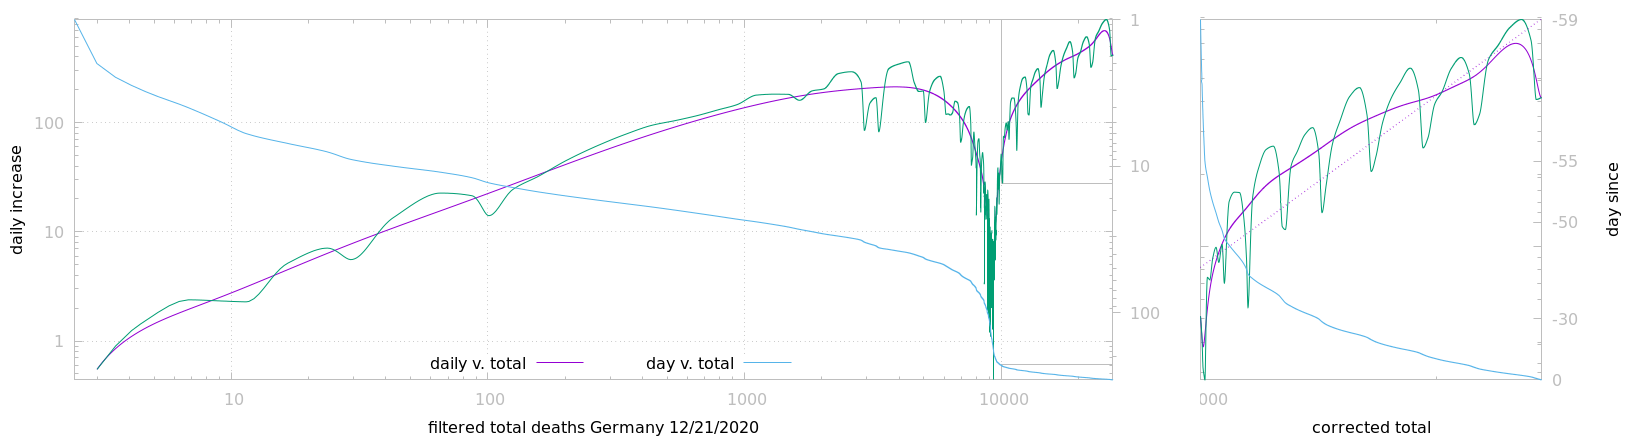 daily increase
100
10
1
10
100
1000
10000
filtered total deaths Germany 12/21/2020
daily v. total
day v. total
1
10
100
000
corrected total
-59
-55
-50
-30
0
day since